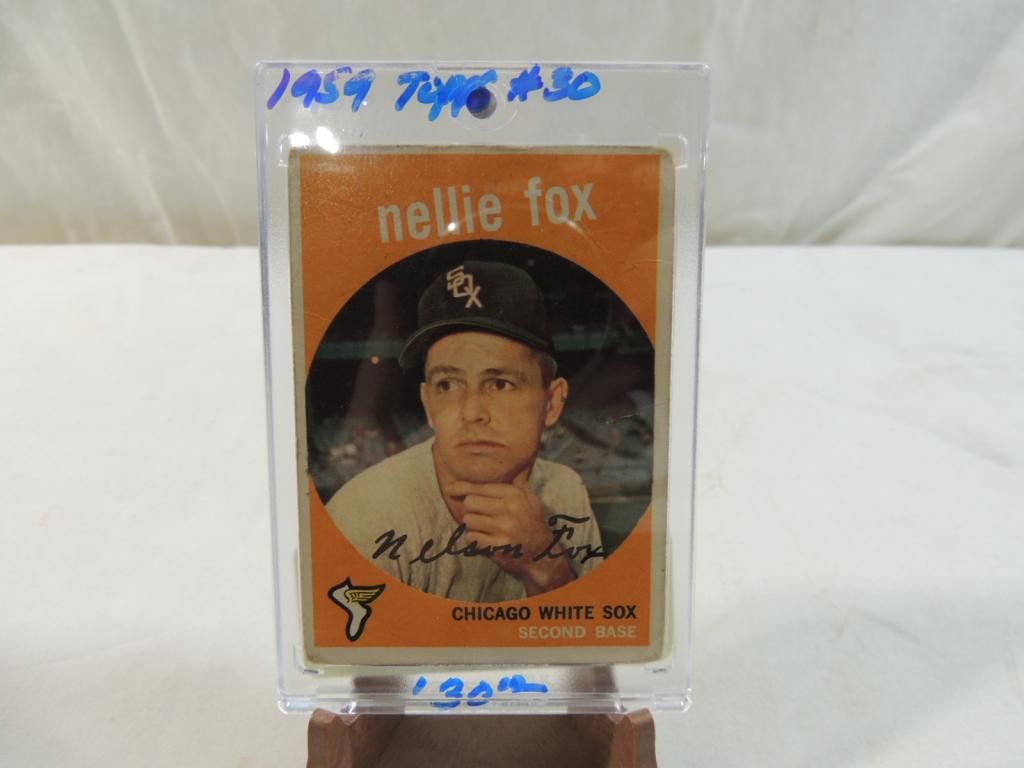 1959 Topps #30
nellie fox
SOX
Nelson Fox
CHICAGO WHITE SOX
SECOND BASE